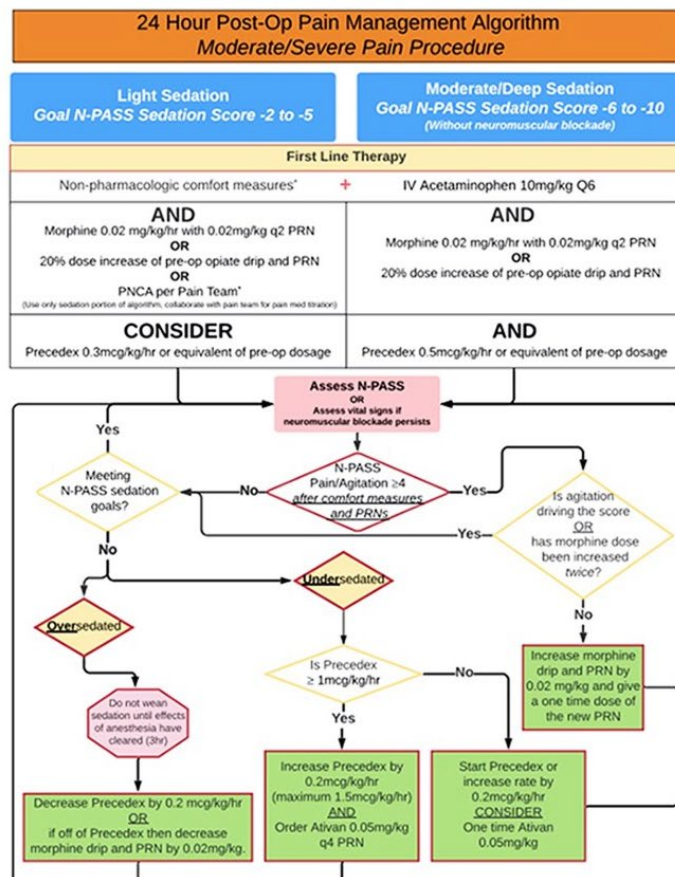 24 Hour Post-Op Pain Management Algorithm
Moderate/Severe Pain Procedure
Light Sedation
Goal N-PASS Sedation Score -2 to -5
Moderate/Deep Sedation
Goal N-PASS Sedation Score -6 to -10
(Without neuromuscular blockade)
First Line Therapy
Non-pharmacologic comfort measures* + IV Acetaminophen 10mg/kg Q6
AND
Morphine 0.02 mg/kg/hr with 0.02mg/kg q2 PRN
OR
20% dose increase of pre-op opiate drip and PRN
OR
PNCA per Pain Team*
(Use only sedation portion of algorithm, collaborate with pain team for pain med titration)
AND
Morphine 0.02 mg/kg/hr with 0.02mg/kg q2 PRN
OR
20% dose increase of pre-op opiate drip and PRN
CONSIDER
Precedex 0.3mcg/kg/hr or equivalent of pre-op dosage
AND
Precedex 0.5mcg/kg/hr or equivalent of pre-op dosage
Assess N-PASS
OR
Assess vital signs if
neuromuscular blockade persists
Yes
Meeting
N-PASS sedation
goals?
No
N-PASS
Pain/Agitation ≥4
after comfort measures
and PRNs
Yes
Is agitation
driving the score
OR
has morphine dose
been increased
twice?
Yes
No
No
Undersedated
Oversedated
Increase morphine
drip and PRN by
0.02 mg/kg and give
a one time dose of
the new PRN
Is Precedex
≥ 1mcg/kg/hr
No
Yes
Do not wean
sedation until effects
of anesthesia have
cleared (3hr)
Decrease Precedex by 0.2 mcg/kg/hr
OR
if off of Precedex then decrease
morphine drip and PRN by 0.02mg/kg.
Increase Precedex by
0.2mcg/kg/hr
(maximum 1.5mcg/kg/hr)
AND
Order Ativan 0.05mg/kg
q4 PRN
Start Precedex or
increase rate by
0.2mcg/kg/hr
CONSIDER
One time Ativan
0.05mg/kg